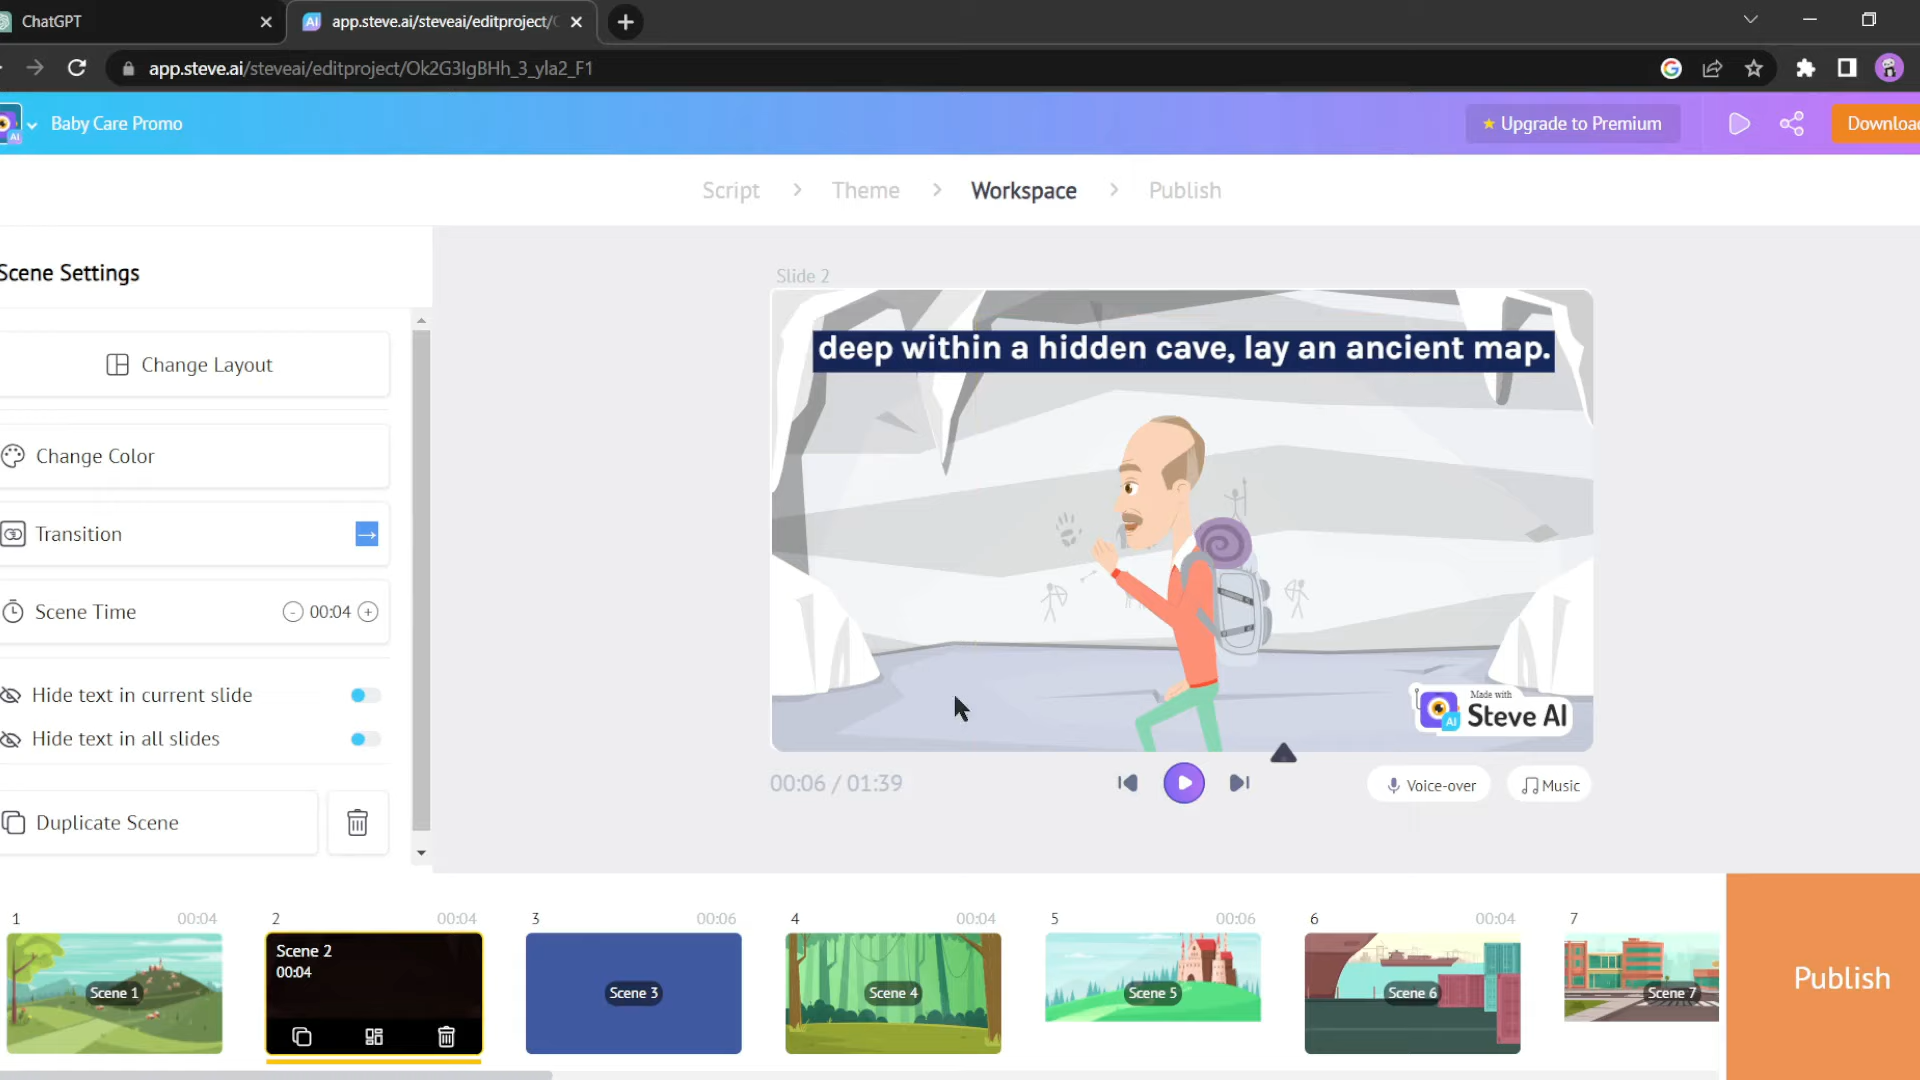 ChatGPT
app.steve.ai/steveai/editproject/
app.steve.ai/steveai/editproject/Ok2G3IgBHh_3_yla2_F1
AI
Baby Care Promo
Upgrade to Premium
Downloa
Script
Theme
Workspace
Publish
Scene Settings
Slide 2
Change Layout
deep within a hidden cave, lay an ancient map.
Change Color
Transition
Scene Time
- 00:04 +
Hide text in current slide
Hide text in all slides
Made with
AI
Steve AI
00:06 / 01:39
Voice-over
Music
Duplicate Scene
1 00:04
2 00:04
3 00:06
4 00:04
5 00:06
6 00:04
7
Scene 1
Scene 2
00:04
Scene 3
Scene 4
Scene 5
Scene 6
Scene 7
Publish